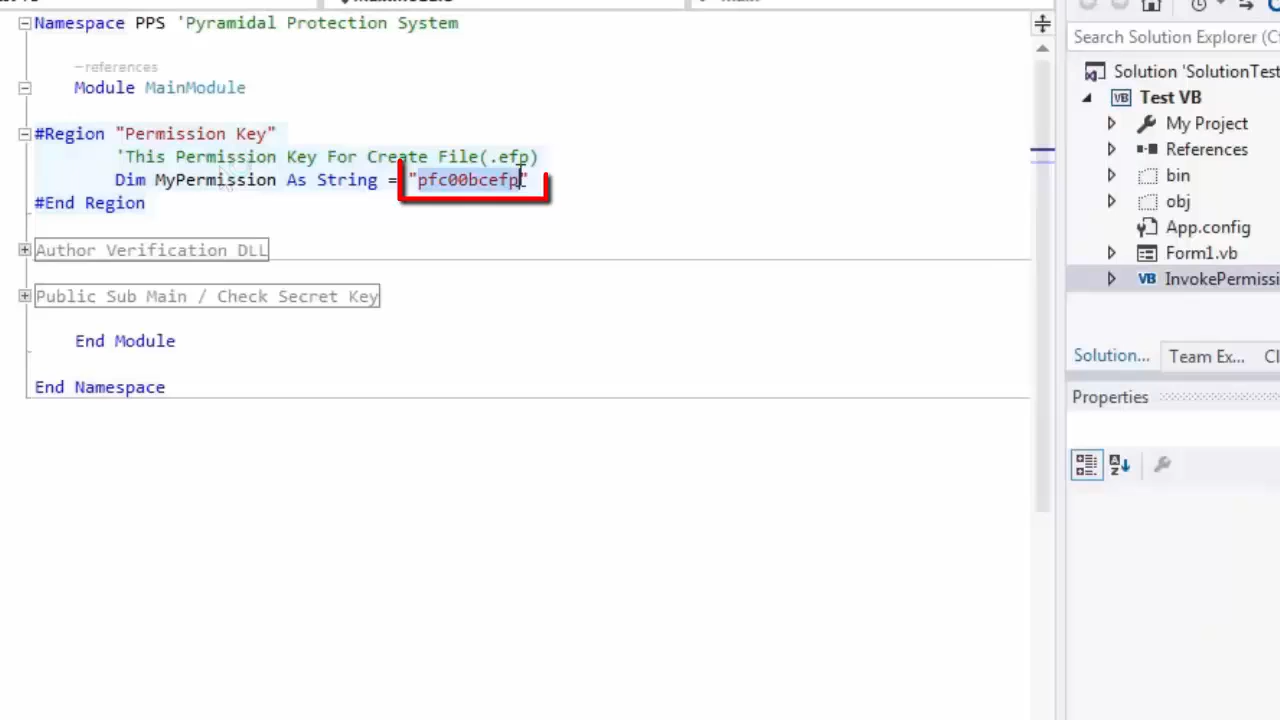 Namespace PPS 'Pyramidal Protection System
references
Module MainModule
#Region "Permission Key"
'This Permission Key For Create File(.efp)
Dim MyPermission As String = "pfc00bcefp"
#End Region
Author Verification DLL
Public Sub Main / Check Secret Key
End Module
End Namespace
Search Solution Explorer (C
Solution 'SolutionTest
VB Test VB
My Project
References
bin
obj
App.config
Form1.vb
VB InvokePermissi
Solution... Team Ex... Cl
Properties